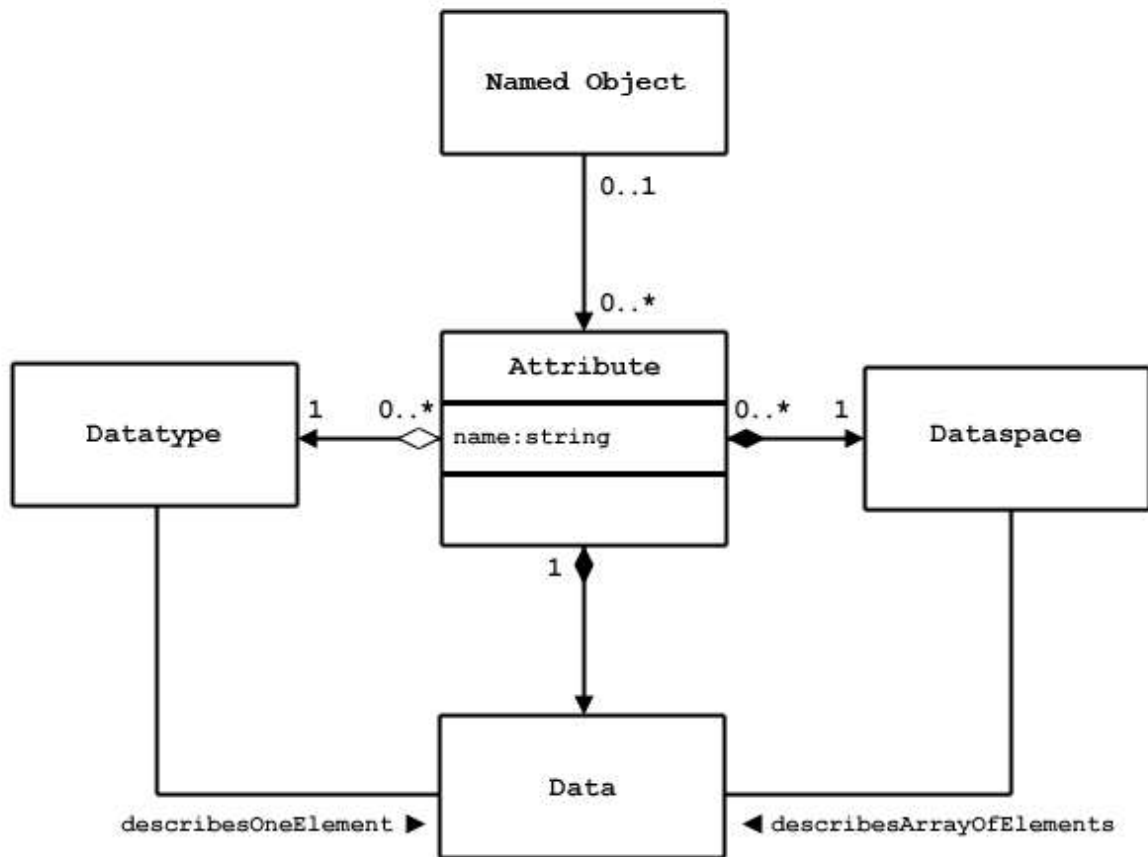 Named Object
0..1
0..*
Attribute
1 0..* name:string 0..* 1
Datatype
Dataspace
1
Data
describesOneElement ► ◄ describesArrayOfElements